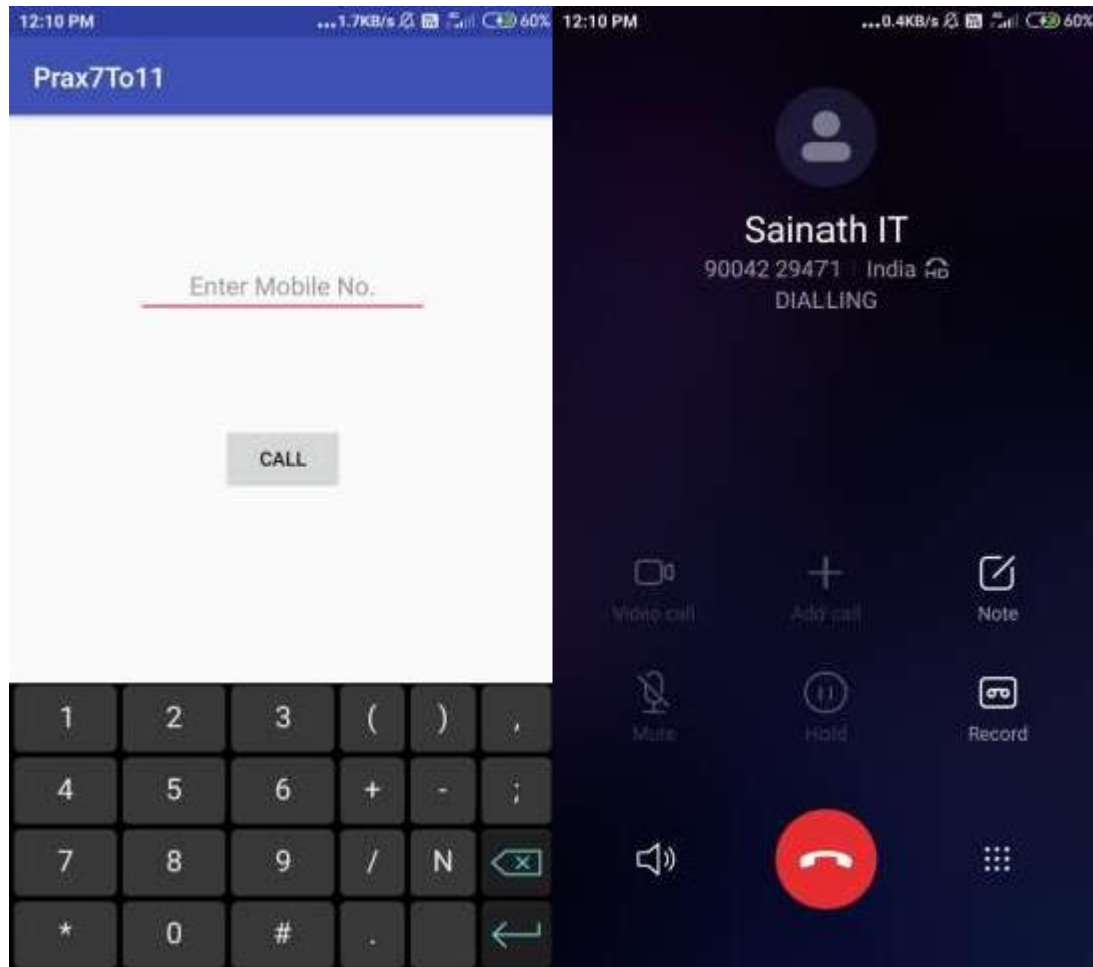 12:10 PM ...1.7KB/s 60%
Prax7To11
Enter Mobile No.
CALL
1 2 3 ( ) ,
4 5 6 + - ;
7 8 9 / N
* 0 # .
12:10 PM ...0.4KB/s 60%
Sainath IT
90042 29471 India HD
DIALLING
Video call Add call Note
Mute Hold Record